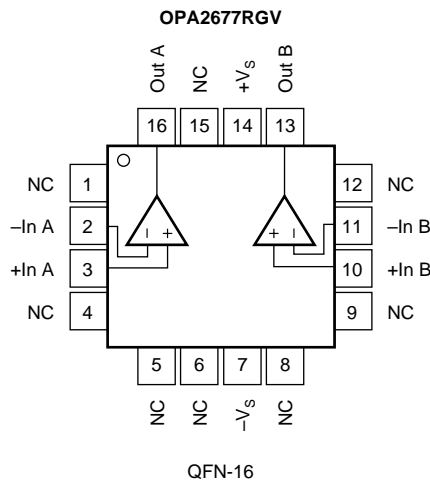 OPA2677RGV
Out A
NC
+VS
Out B
16 15 14 13
NC 1
–In A 2
+In A 3
NC 4
– +
+ –
12 NC
11 –In B
10 +In B
9 NC
5 6 7 8
NC
NC
–VS
NC
QFN-16